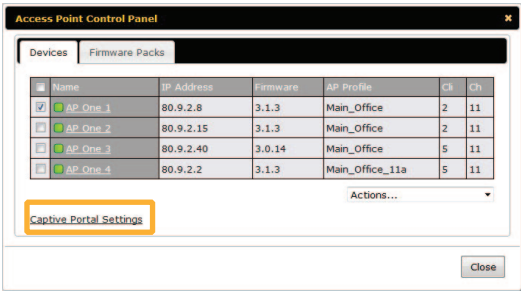 Access Point Control Panel
Devices Firmware Packs
Name IP Address Firmware AP Profile Cli Ch
AP One 1 80.9.2.8 3.1.3 Main_Office 2 11
AP One 2 80.9.2.15 3.1.3 Main_Office 2 11
AP One 3 80.9.2.40 3.0.14 Main_Office 5 11
AP One 4 80.9.2.2 3.1.3 Main_Office_11a 5 11
Actions...
Captive Portal Settings
Close